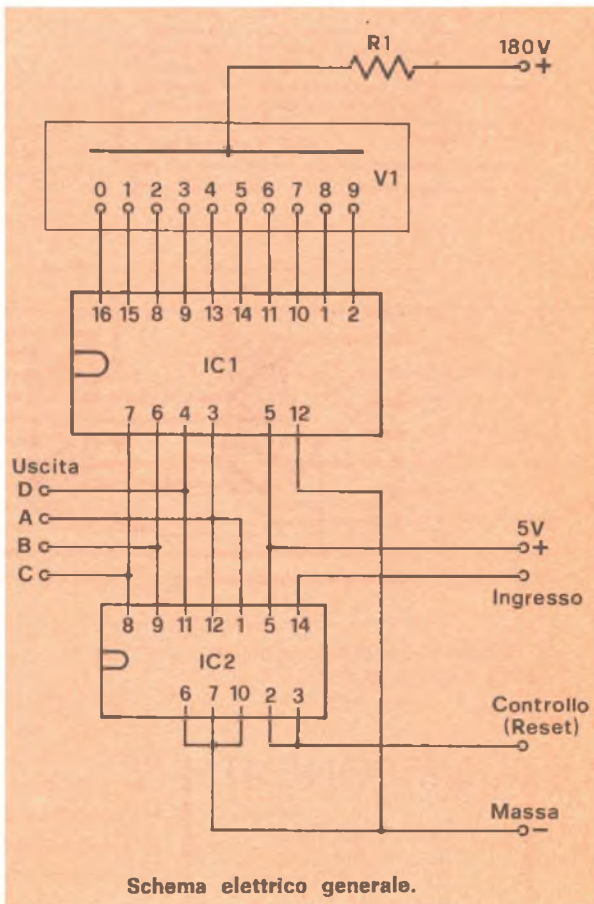 R1 180V
+
V1
0 1 2 3 4 5 6 7 8 9
16 15 8 9 13 14 11 10 1 2
IC1
7 6 4 3 5 12
Uscita
D
A
B
C
5V
+
Ingresso
8 9 11 12 1 5 14
IC2
6 7 10 2 3
Controllo
(Reset)
Massa
−
Schema elettrico generale.